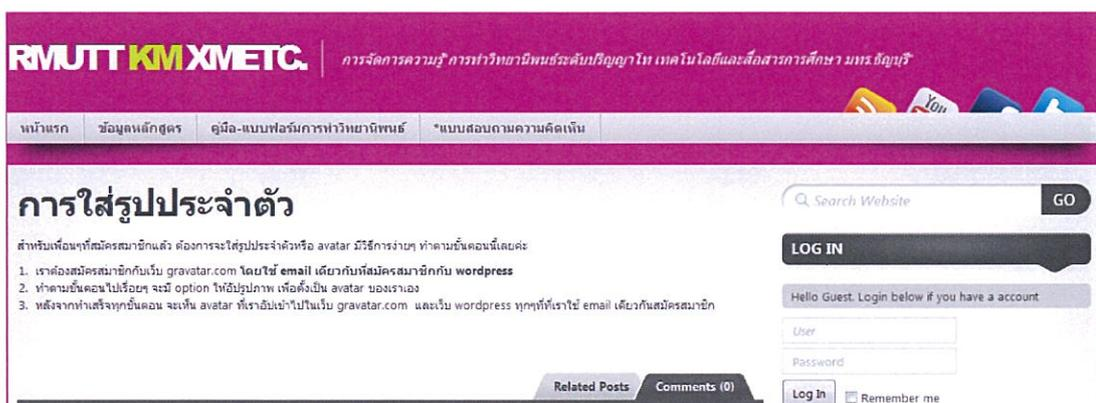 RMUTT KM XMETC.
การจัดการความรู้ "การทำวิทยานิพนธ์ระดับปริญญาโท เทคโนโลยีและสื่อสารการศึกษา มทร.ธัญบุรี"
You
หน้าแรก ข้อมูลหลักสูตร คู่มือ-แบบฟอร์มการทำวิทยานิพนธ์ *แบบสอบถามความคิดเห็น
การใส่รูปประจำตัว
Search Website GO
สำหรับเพื่อนๆที่สมัครสมาชิกแล้ว ต้องการจะใส่รูปประจำตัวหรือ avatar มีวิธีการง่ายๆ ทำตามขั้นตอนนี้เลยค่ะ
1. เราต้องสมัครสมาชิกกับเว็บ gravatar.com โดยใช้ email เดียวกับที่สมัครสมาชิกกับ wordpress
2. ทำตามขั้นตอนไปเรื่อยๆ จะมี option ให้อัปรูปภาพ เพื่อตั้งเป็น avatar ของเราเอง
3. หลังจากทำเสร็จทุกขั้นตอน จะเห็น avatar ที่เราอัปเข้าไปในเว็บ gravatar.com และเว็บ wordpress ทุกๆที่ที่เราใช้ email เดียวกันสมัครสมาชิก
LOG IN
Hello Guest. Login below if you have a account
User
Password
Log In Remember me
Related Posts Comments (0)